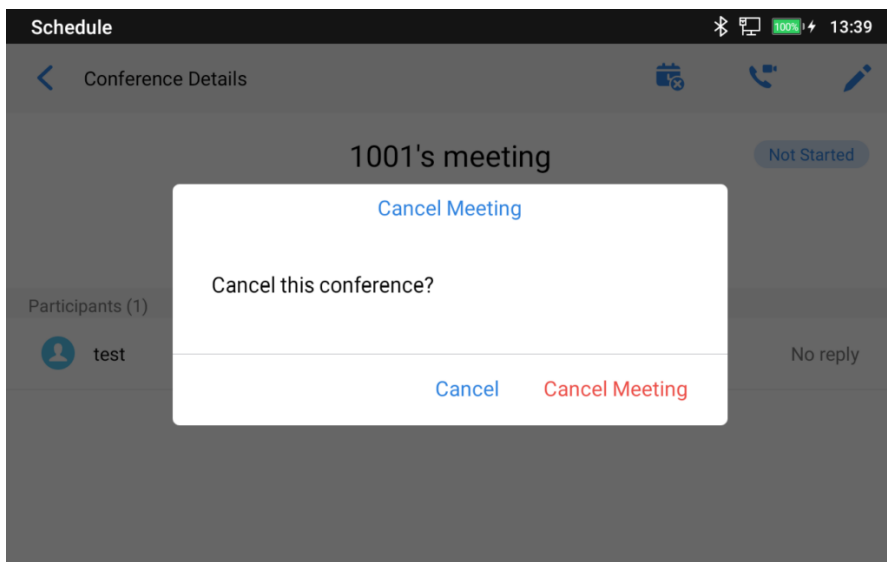 Schedule 100% 13:39
Conference Details
1001's meeting Not Started
Cancel Meeting
Cancel this conference?
Participants (1)
test No reply
Cancel Cancel Meeting